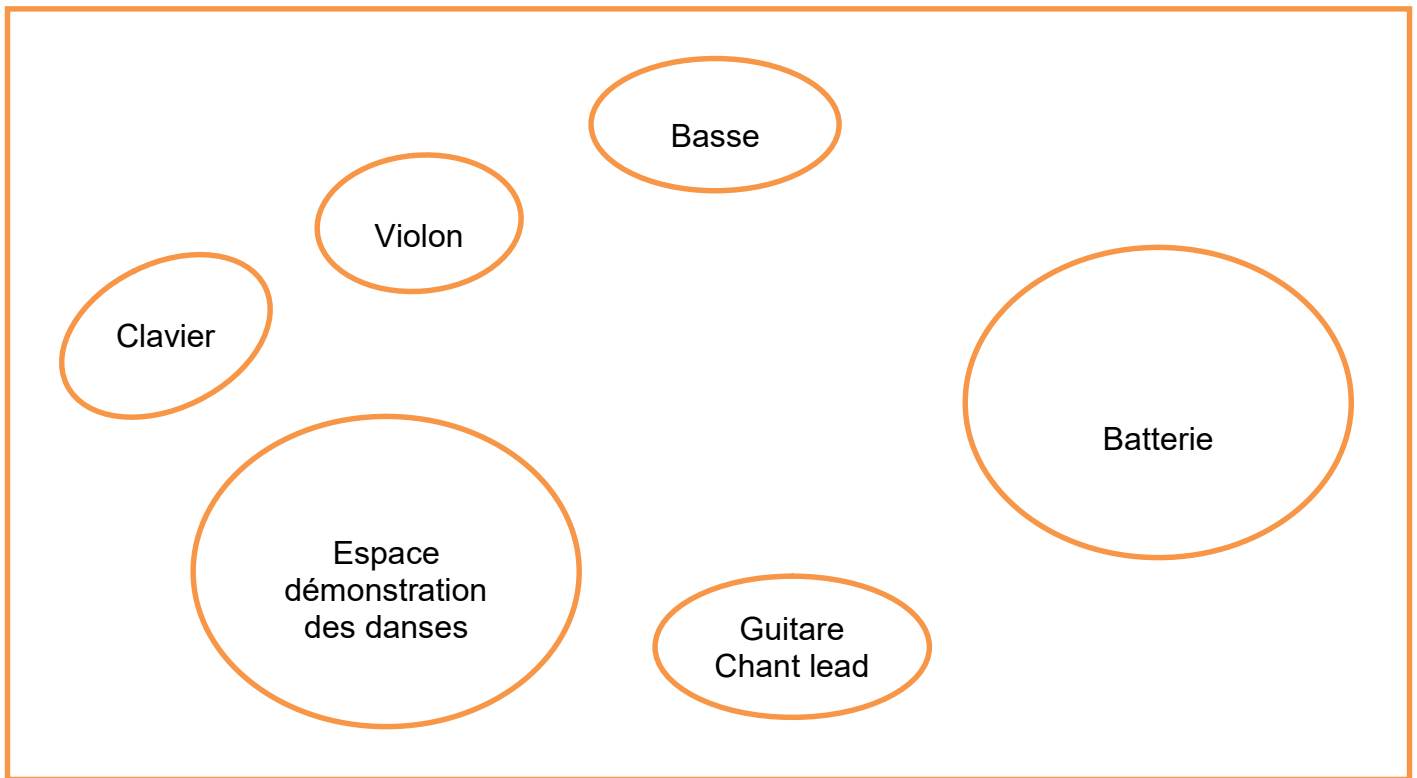 Basse
Violon
Clavier
Batterie
Espace
démonstration
des danses
Guitare
Chant lead